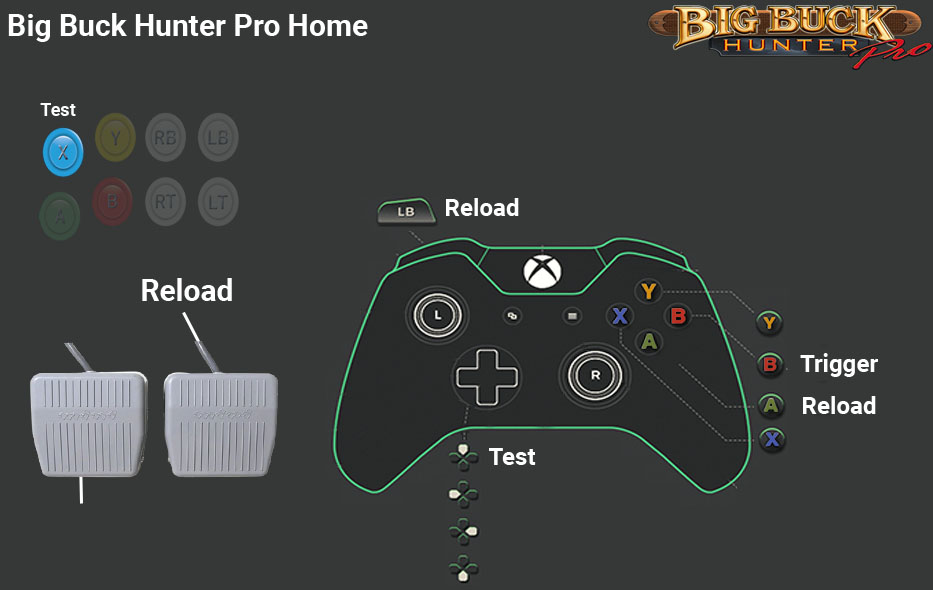 Big Buck Hunter Pro Home
BIG BUCK
HUNTER
Pro
Test
X
Y
RB
LB
A
B
RT
LT
LB
Reload
Reload
L
Y
X
B
A
R
Y
B
Trigger
A
Reload
X
Test